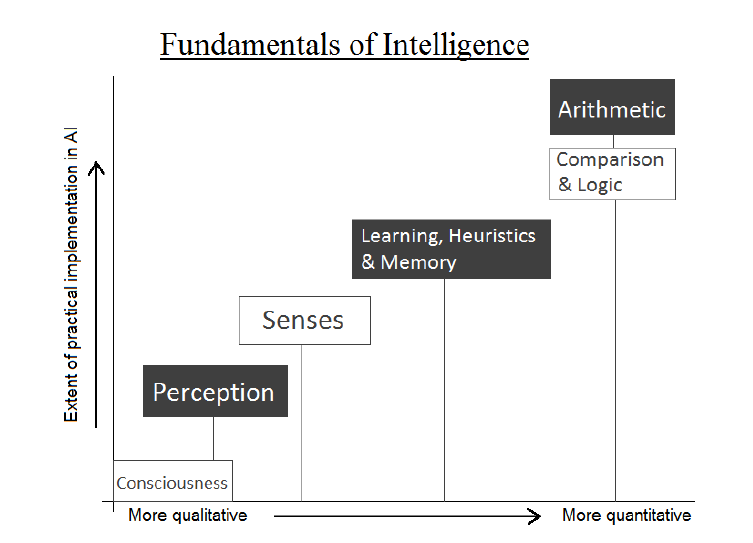 Fundamentals of Intelligence
Extent of practical implementation in AI
Arithmetic
Comparison
& Logic
Learning, Heuristics
& Memory
Senses
Perception
Consciousness
More qualitative
More quantitative